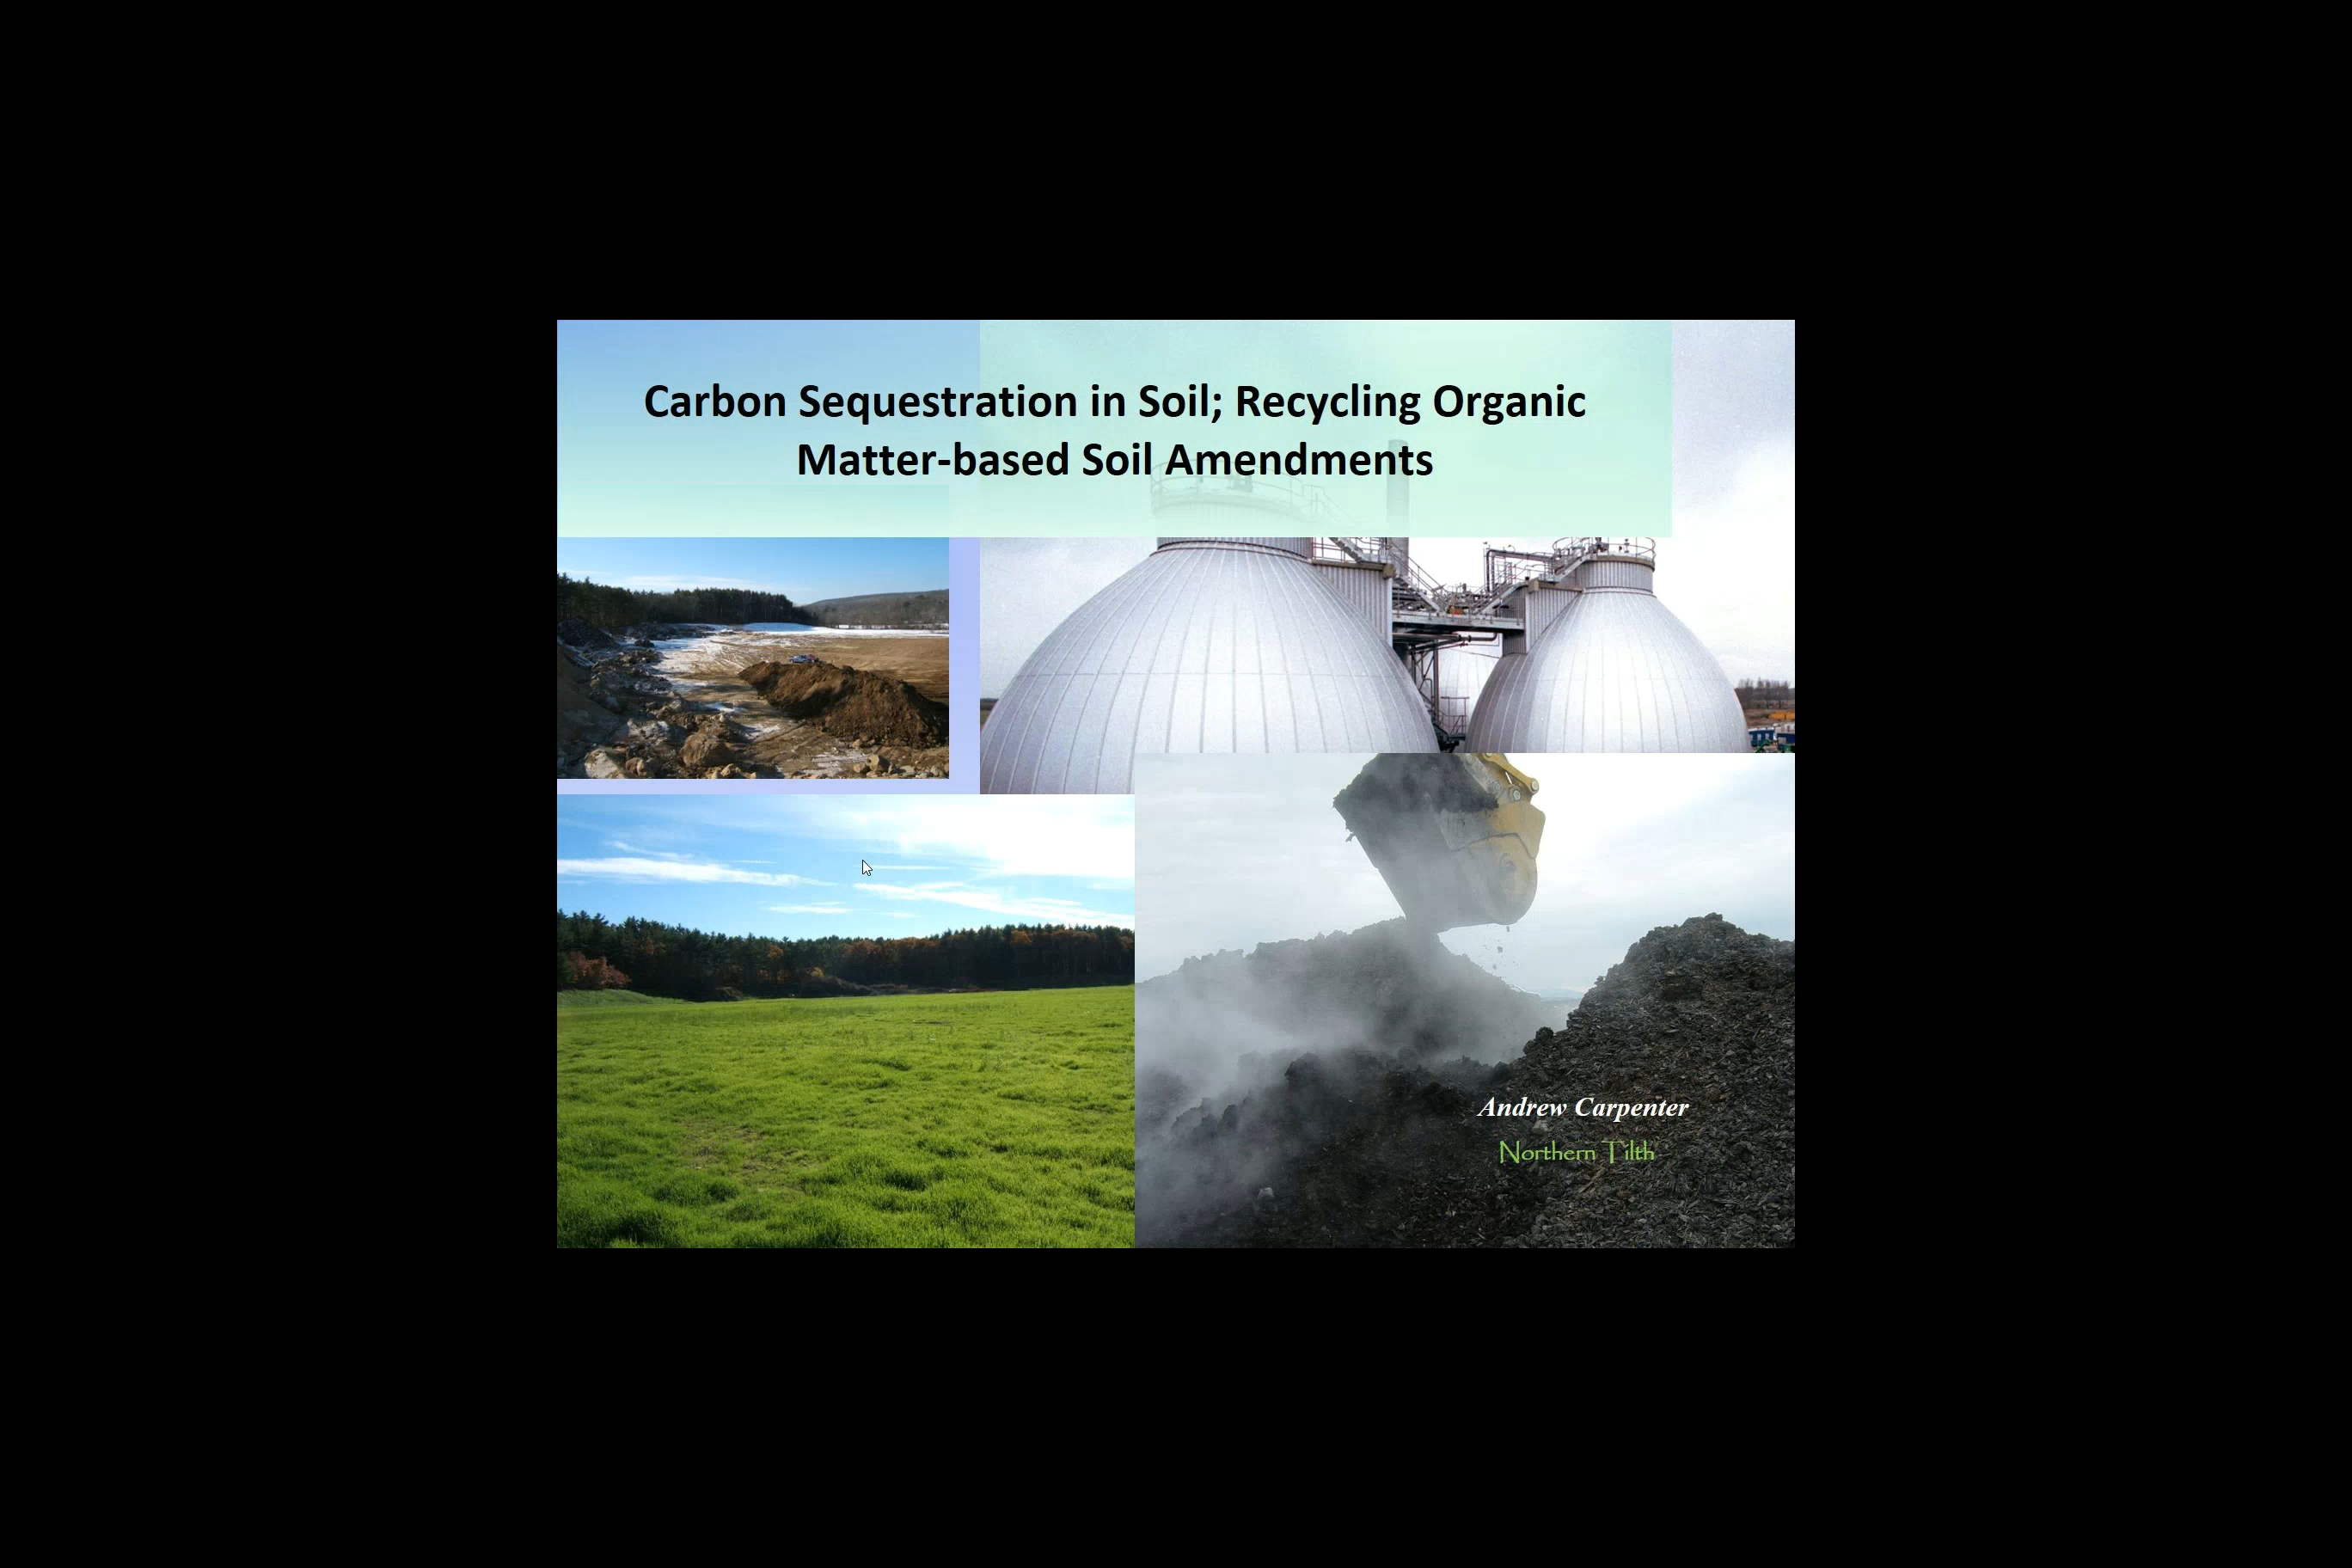 Carbon Sequestration in Soil; Recycling Organic
Matter-based Soil Amendments
Andrew Carpenter
Northern Tilth